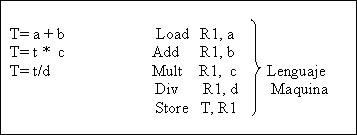 T= a + b Load R1, a
T= t * c Add R1, b
T= t/d Mult R1, c Lenguaje
Div R1, d Maquina
Store T, R1